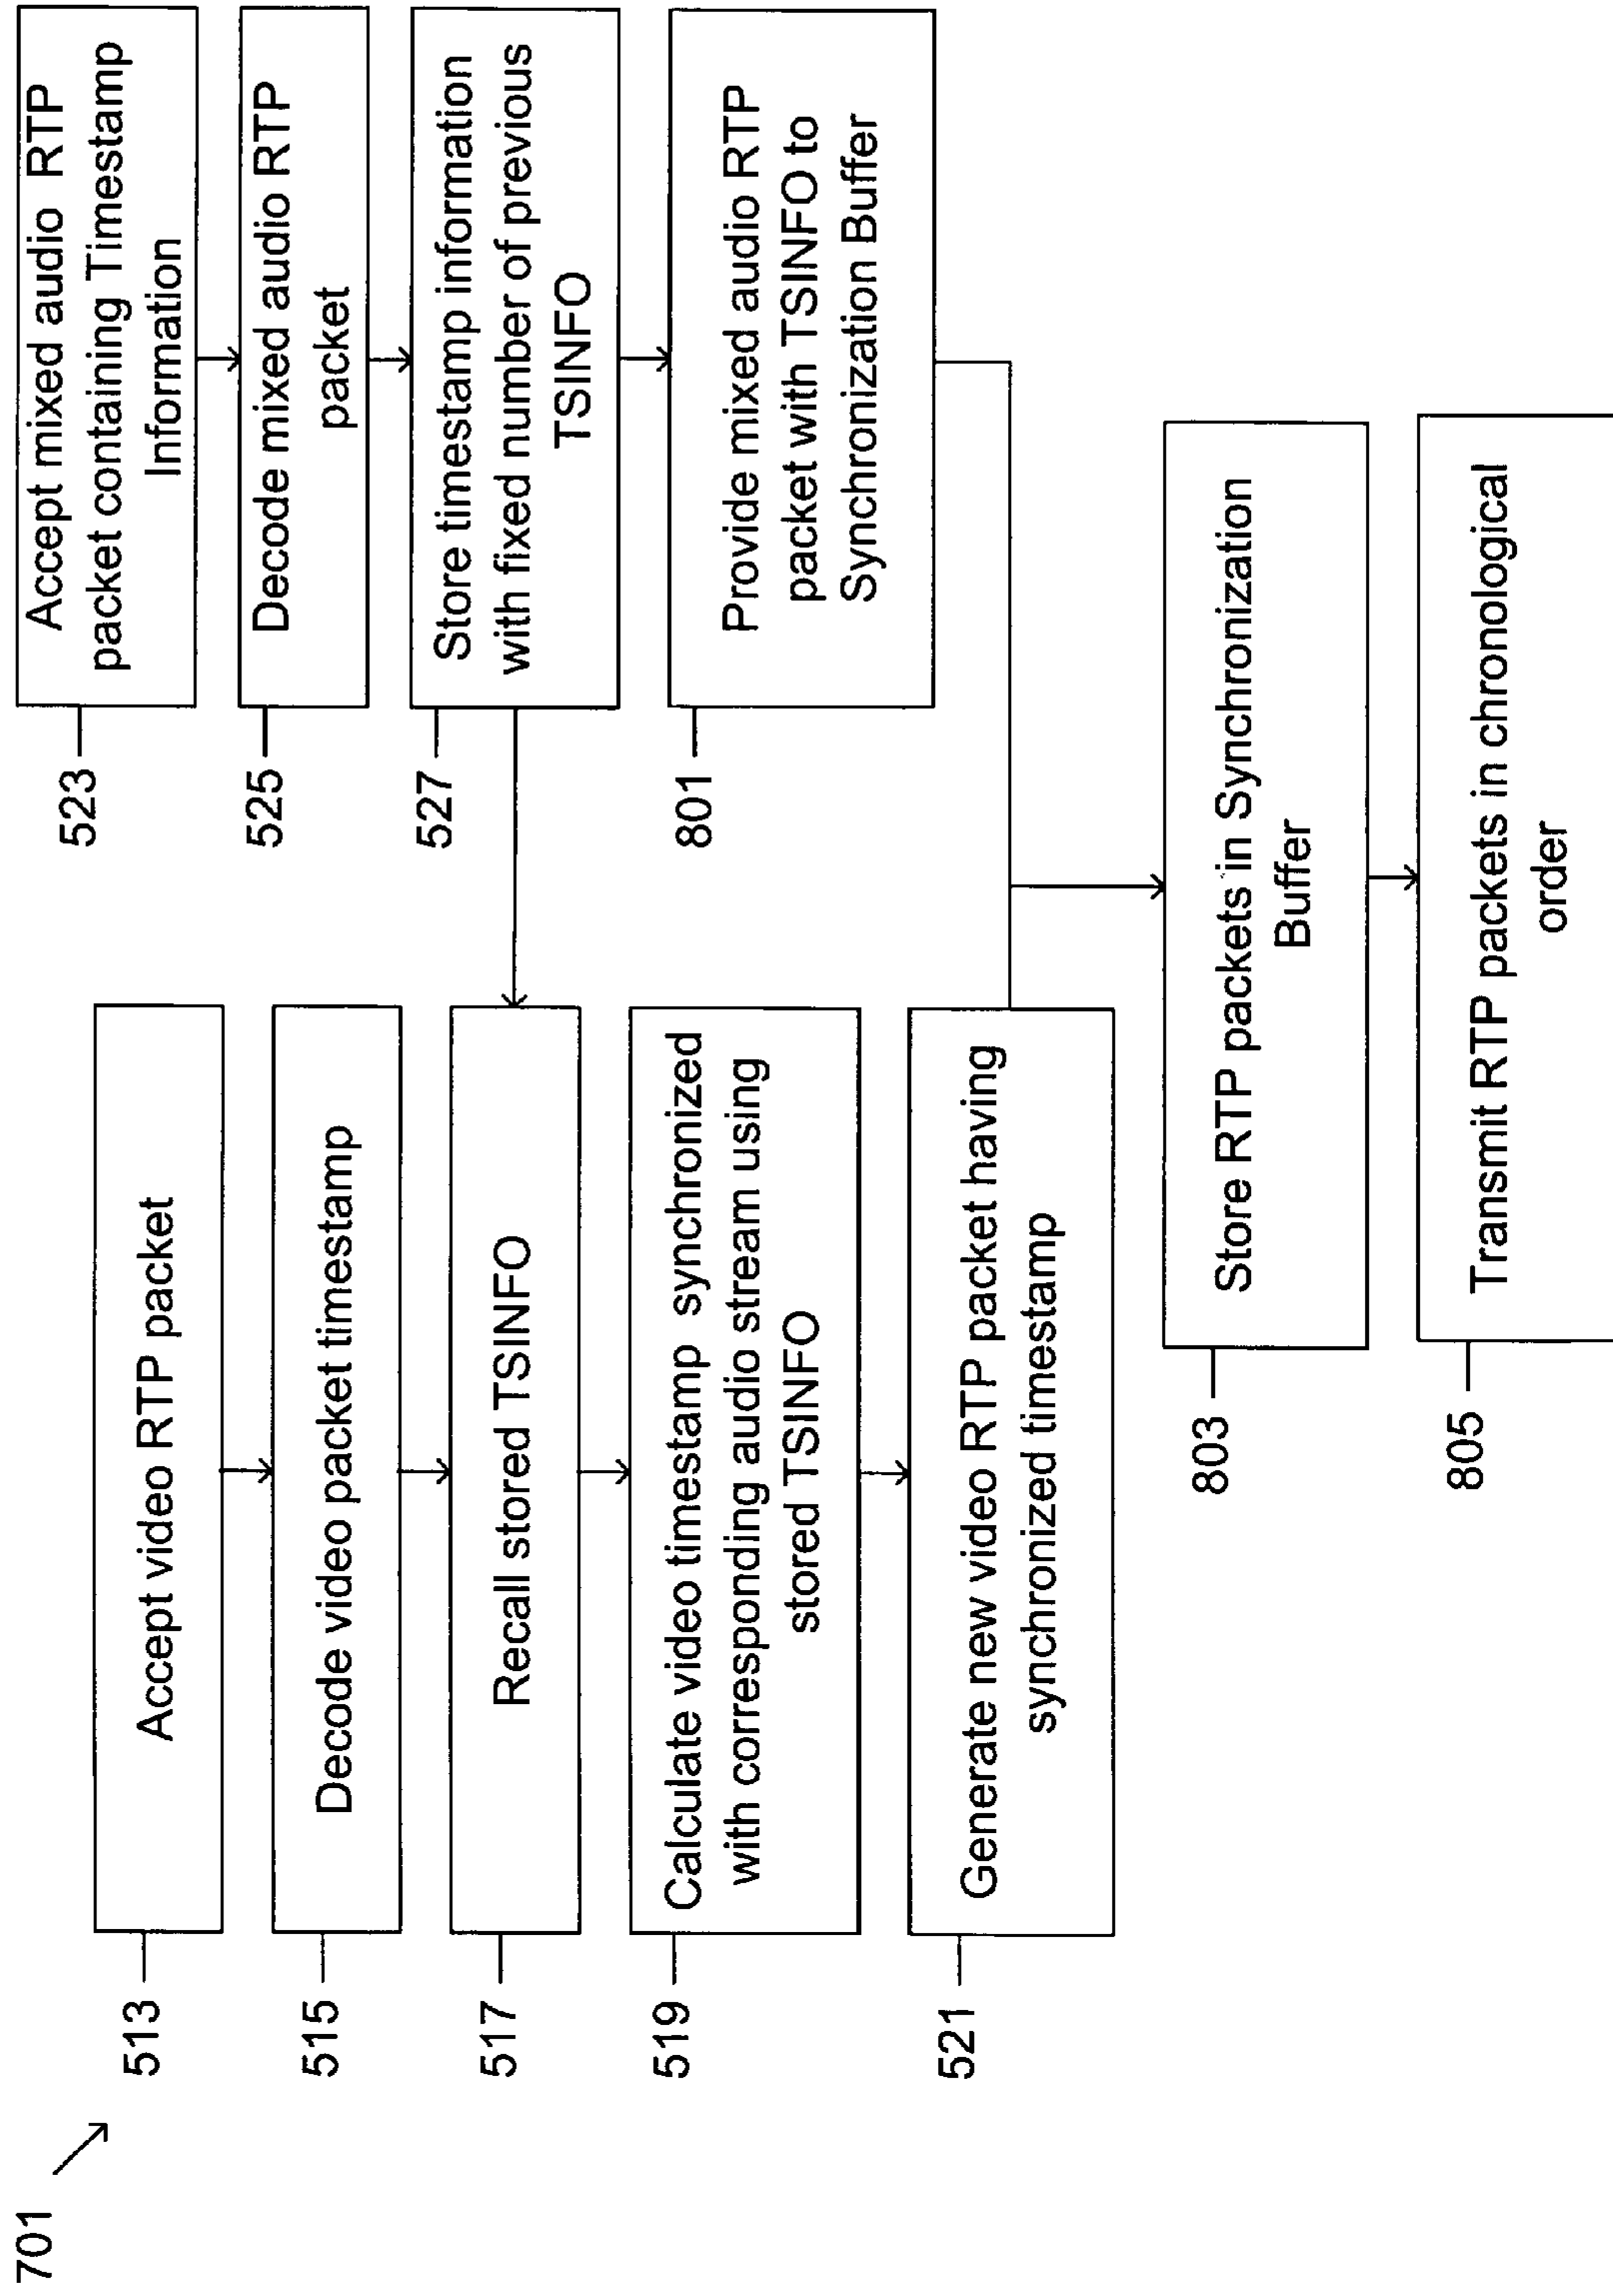 701
513
Accept video RTP packet
515
Decode video packet timestamp
517
Recall stored TSINFO
519
Calculate video timestamp synchronized
with corresponding audio stream using
stored TSINFO
521
Generate new video RTP packet having
synchronized timestamp
523
Accept mixed audio RTP
packet containing Timestamp
Information
525
Decode mixed audio RTP
packet
527
Store timestamp information
with fixed number of previous
TSINFO
801
Provide mixed audio RTP
packet with TSINFO to
Synchronization Buffer
803
Store RTP packets in Synchronization
Buffer
805
Transmit RTP packets in chronological
order